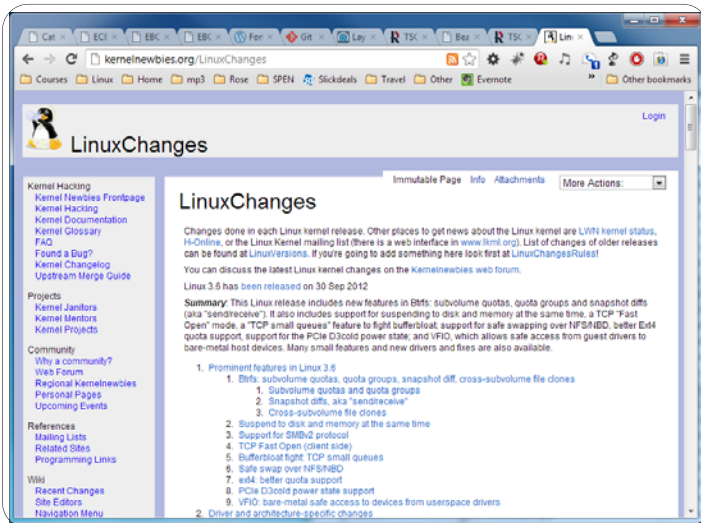 Cat
ECE
EBC
EBC
For
Git
Lay
TSC
Bea
TSC
Lin
kernelnewbies.org/LinuxChanges
Courses Linux Home mp3 Rose SPEN Slickdeals Travel Other Evernote » Other bookmarks
Login
LinuxChanges
Immutable Page Info Attachments More Actions:
Kernel Hacking
Kernel Newbies Frontpage
Kernel Hacking
Kernel Documentation
Kernel Glossary
FAQ
Found a Bug?
Kernel Changelog
Upstream Merge Guide
Projects
Kernel Janitors
Kernel Mentors
Kernel Projects
Community
Why a community?
Web Forum
Regional Kernelnewbies
Personal Pages
Upcoming Events
References
Mailing Lists
Related Sites
Programming Links
Wiki
Recent Changes
Site Editors
Navigation Menu
LinuxChanges
Changes done in each Linux kernel release. Other places to get news about the Linux kernel are LWN kernel status,
H-Online, or the Linux Kernel mailing list (there is a web interface in www.lkml.org). List of changes of older releases
can be found at LinuxVersions. If you're going to add something here look first at LinuxChangesRules!
You can discuss the latest Linux kernel changes on the Kernelnewbies web forum.
Linux 3.6 has been released on 30 Sep 2012
Summary: This Linux release includes new features in Btrfs: subvolume quotas, quota groups and snapshot diffs
(aka "send/receive"). It also includes support for suspending to disk and memory at the same time, a TCP "Fast
Open" mode, a "TCP small queues" feature to fight bufferbloat; support for safe swapping over NFS/NBD, better Ext4
quota support, support for the PCIe D3cold power state; and VFIO, which allows safe access from guest drivers to
bare-metal host devices. Many small features and new drivers and fixes are also available.
1. Prominent features in Linux 3.6
1. Btrfs: subvolume quotas, quota groups, snapshot diff, cross-subvolume file clones
1. Subvolume quotas and quota groups
2. Snapshot diffs, aka "send/receive"
3. Cross-subvolume file clones
2. Suspend to disk and memory at the same time
3. Support for SMBv2 protocol
4. TCP Fast Open (client side)
5. Bufferbloat fight: TCP small queues
6. Safe swap over NFS/NBD
7. ext4: better quota support
8. PCIe D3cold power state support
9. VFIO: bare-metal safe access to devices from userspace drivers
2. Driver and architecture-specific changes